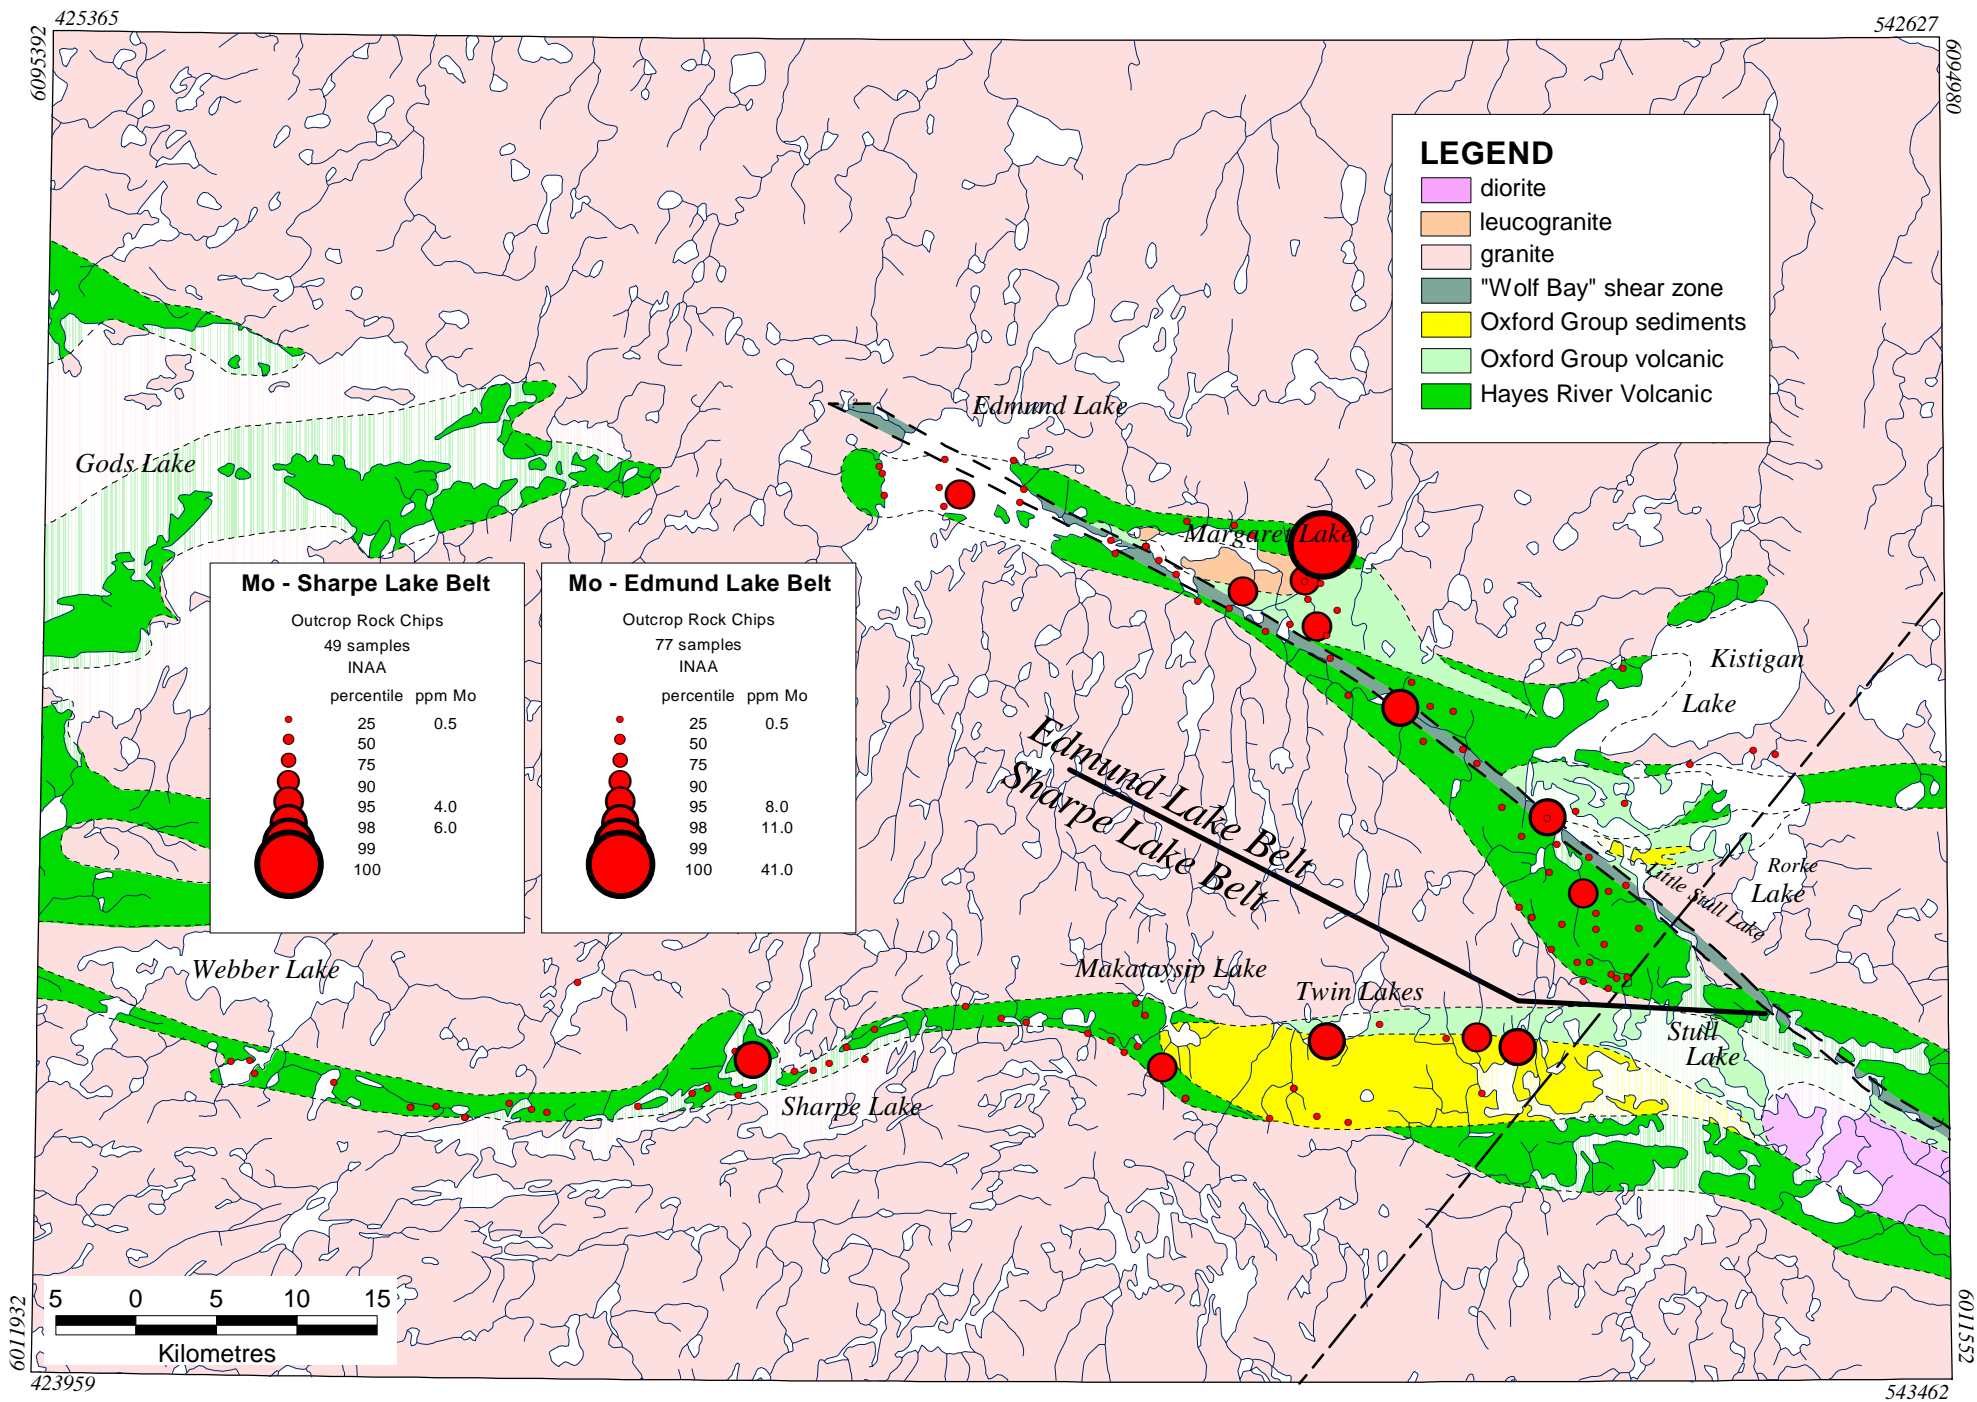 425365
542627
6095392
6094980
LEGEND
diorite
leucogranite
granite
"Wolf Bay" shear zone
Oxford Group sediments
Oxford Group volcanic
Hayes River Volcanic
Edmund Lake
Gods Lake
Margaret Lake
Kistigan
Lake
Mo - Sharpe Lake Belt
Outcrop Rock Chips
49 samples
INAA
percentile ppm Mo
25 0.5
50
75
90
95 4.0
98 6.0
99
100
Mo - Edmund Lake Belt
Outcrop Rock Chips
77 samples
INAA
percentile ppm Mo
25 0.5
50
75
90
95 8.0
98 11.0
99
100 41.0
Edmund Lake Belt
Sharpe Lake Belt
Rorke
Lake
Little Stull Lake
Webber Lake
Makataysip Lake
Twin Lakes
Stull
Lake
Sharpe Lake
5 0 5 10 15
Kilometres
6011932
6011552
423959
543462